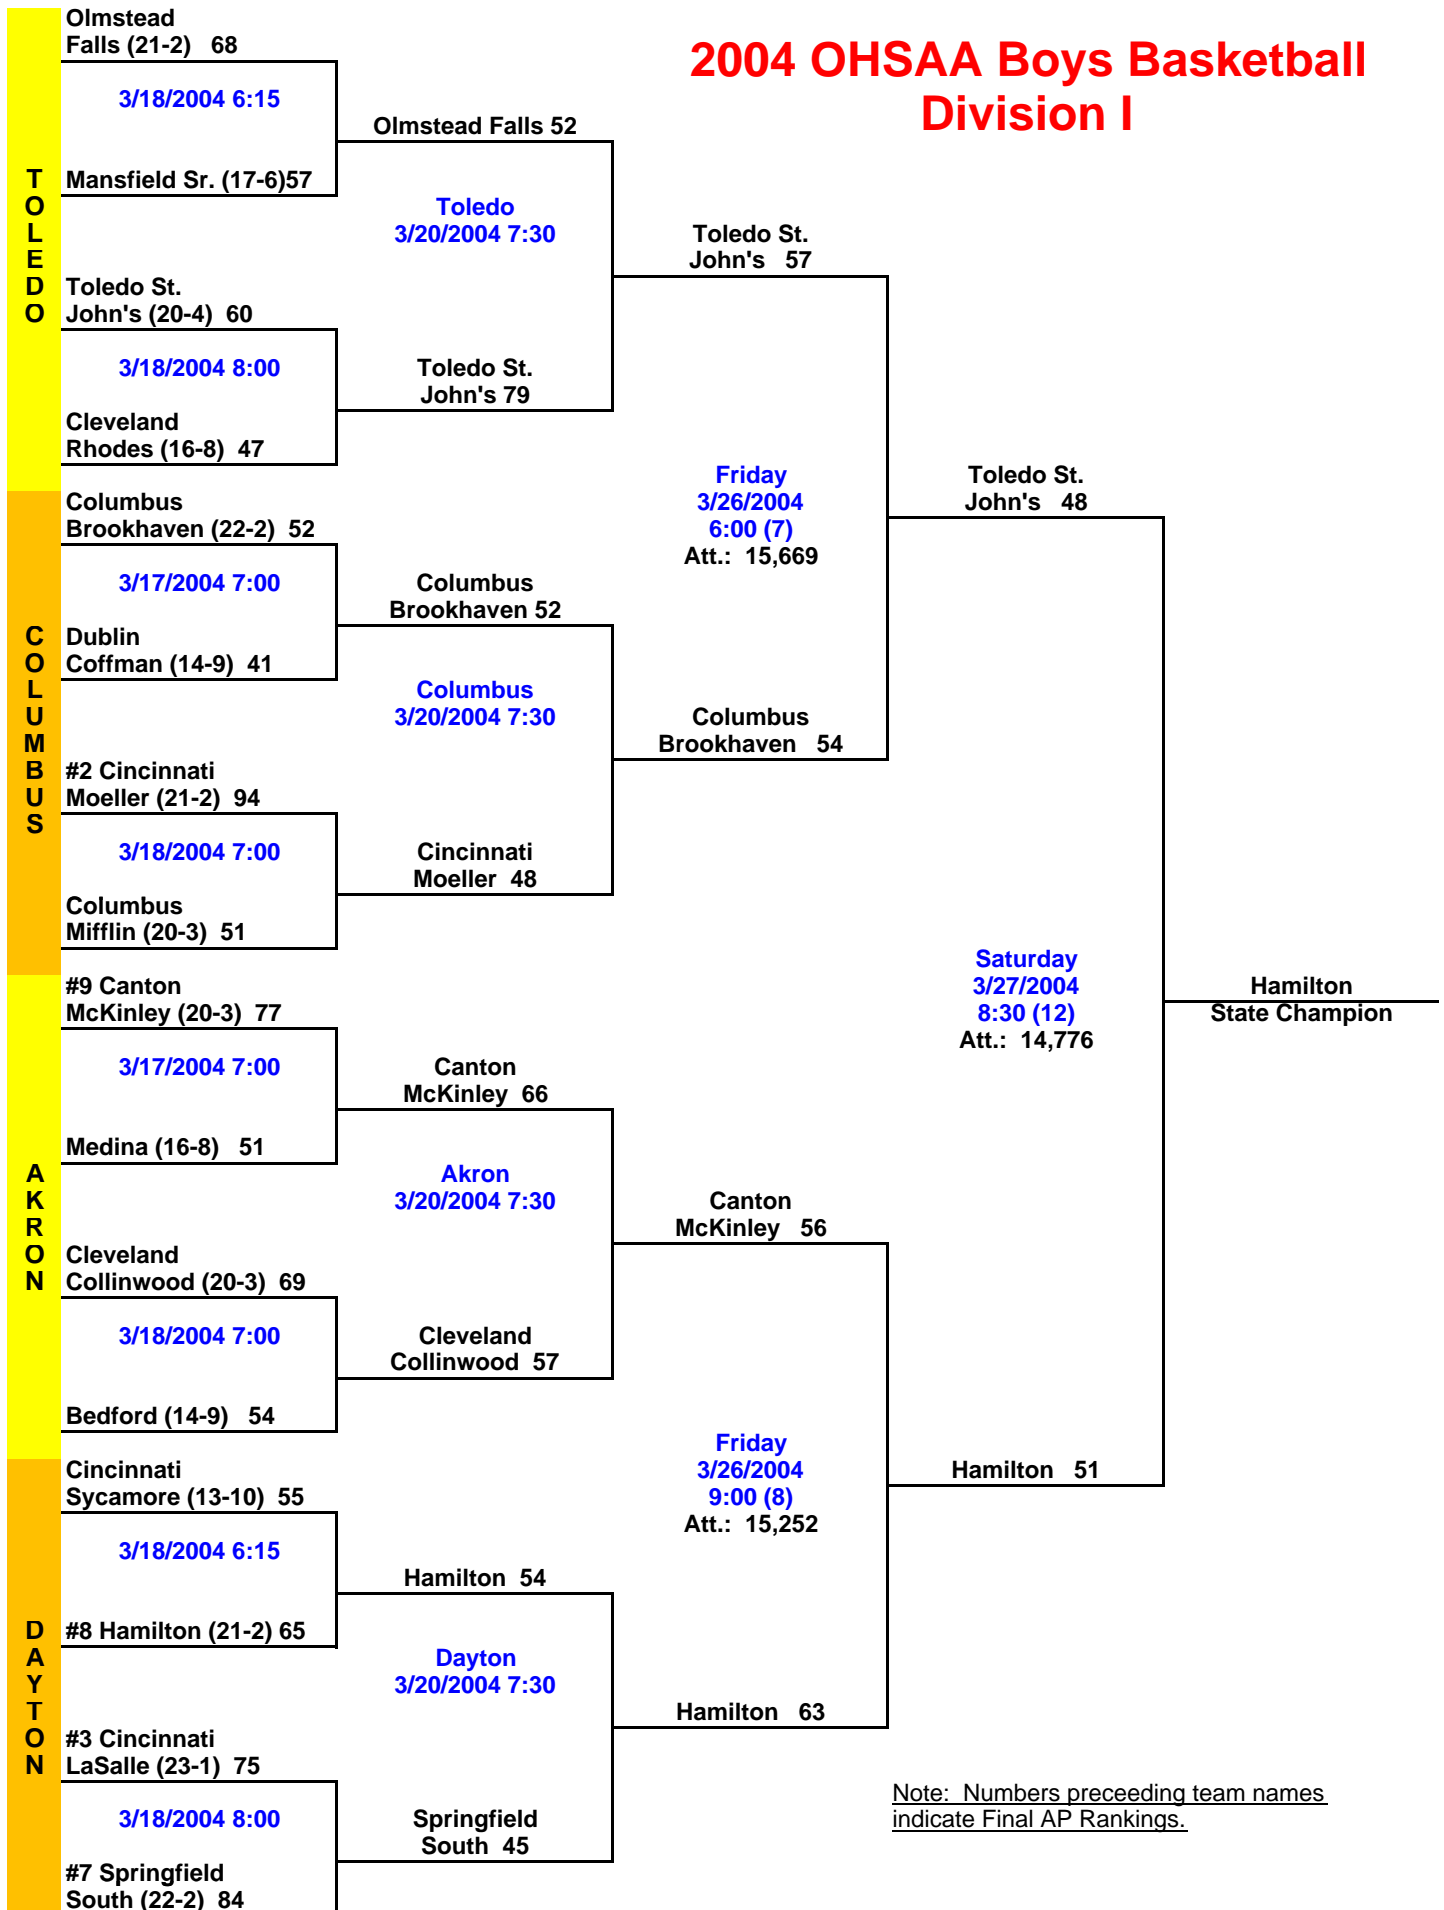 2004 OHSAA Boys Basketball
Division I
TOLEDO
Olmstead
Falls (21-2) 68
3/18/2004 6:15
Mansfield Sr. (17-6)57
Toledo St.
John's (20-4) 60
3/18/2004 8:00
Cleveland
Rhodes (16-8) 47
COLUMBUS
Columbus
Brookhaven (22-2) 52
3/17/2004 7:00
Dublin
Coffman (14-9) 41
#2 Cincinnati
Moeller (21-2) 94
3/18/2004 7:00
Columbus
Mifflin (20-3) 51
AKRON
#9 Canton
McKinley (20-3) 77
3/17/2004 7:00
Medina (16-8) 51
Cleveland
Collinwood (20-3) 69
3/18/2004 7:00
Bedford (14-9) 54
DAYTON
Cincinnati
Sycamore (13-10) 55
3/18/2004 6:15
#8 Hamilton (21-2) 65
#3 Cincinnati
LaSalle (23-1) 75
3/18/2004 8:00
#7 Springfield
South (22-2) 84
Olmstead Falls 52
Toledo
3/20/2004 7:30
Toledo St.
John's 79
Columbus
Brookhaven 52
Columbus
3/20/2004 7:30
Cincinnati
Moeller 48
Canton
McKinley 66
Akron
3/20/2004 7:30
Cleveland
Collinwood 57
Hamilton 54
Dayton
3/20/2004 7:30
Springfield
South 45
Toledo St.
John's 57
Friday
3/26/2004
6:00 (7)
Att.: 15,669
Columbus
Brookhaven 54
Canton
McKinley 56
Friday
3/26/2004
9:00 (8)
Att.: 15,252
Hamilton 63
Toledo St.
John's 48
Saturday
3/27/2004
8:30 (12)
Att.: 14,776
Hamilton 51
Hamilton
State Champion
Note: Numbers preceeding team names
indicate Final AP Rankings.